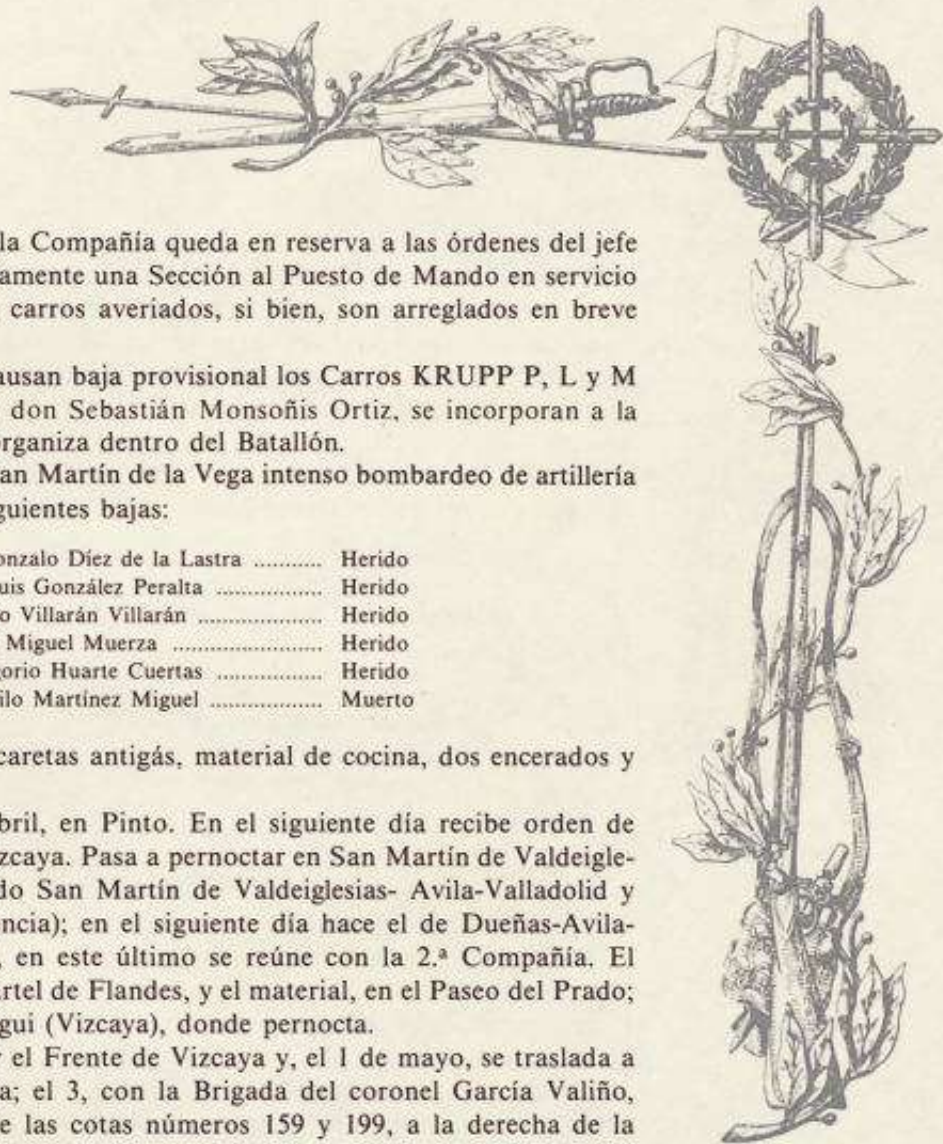 la Compañía queda en reserva a las órdenes del jefe
amente una Sección al Puesto de Mando en servicio
carros averiados, si bien, son arreglados en breve
ausan baja provisional los Carros KRUPP P, L y M
don Sebastián Monsoñis Ortiz, se incorporan a la
organiza dentro del Batallón.
an Martín de la Vega intenso bombardeo de artillería
guientes bajas:
onzalo Díez de la Lastra ........... Herido
uis González Peralta ................. Herido
o Villarán Villarán .................... Herido
Miguel Muerza ........................ Herido
gorio Huarte Cuertas ................. Herido
ilo Martínez Miguel .................. Muerto
caretas antigás, material de cocina, dos encerados y
bril, en Pinto. En el siguiente día recibe orden de
izcaya. Pasa a pernoctar en San Martín de Valdeigle-
do San Martín de Valdeiglesias- Avila-Valladolid y
ncia); en el siguiente día hace el de Dueñas-Avila-
, en este último se reúne con la 2.ª Compañía. El
artel de Flandes, y el material, en el Paseo del Prado;
gui (Vizcaya), donde pernocta.
y el Frente de Vizcaya y, el 1 de mayo, se traslada a
a; el 3, con la Brigada del coronel García Valiño,
e las cotas números 159 y 199, a la derecha de la